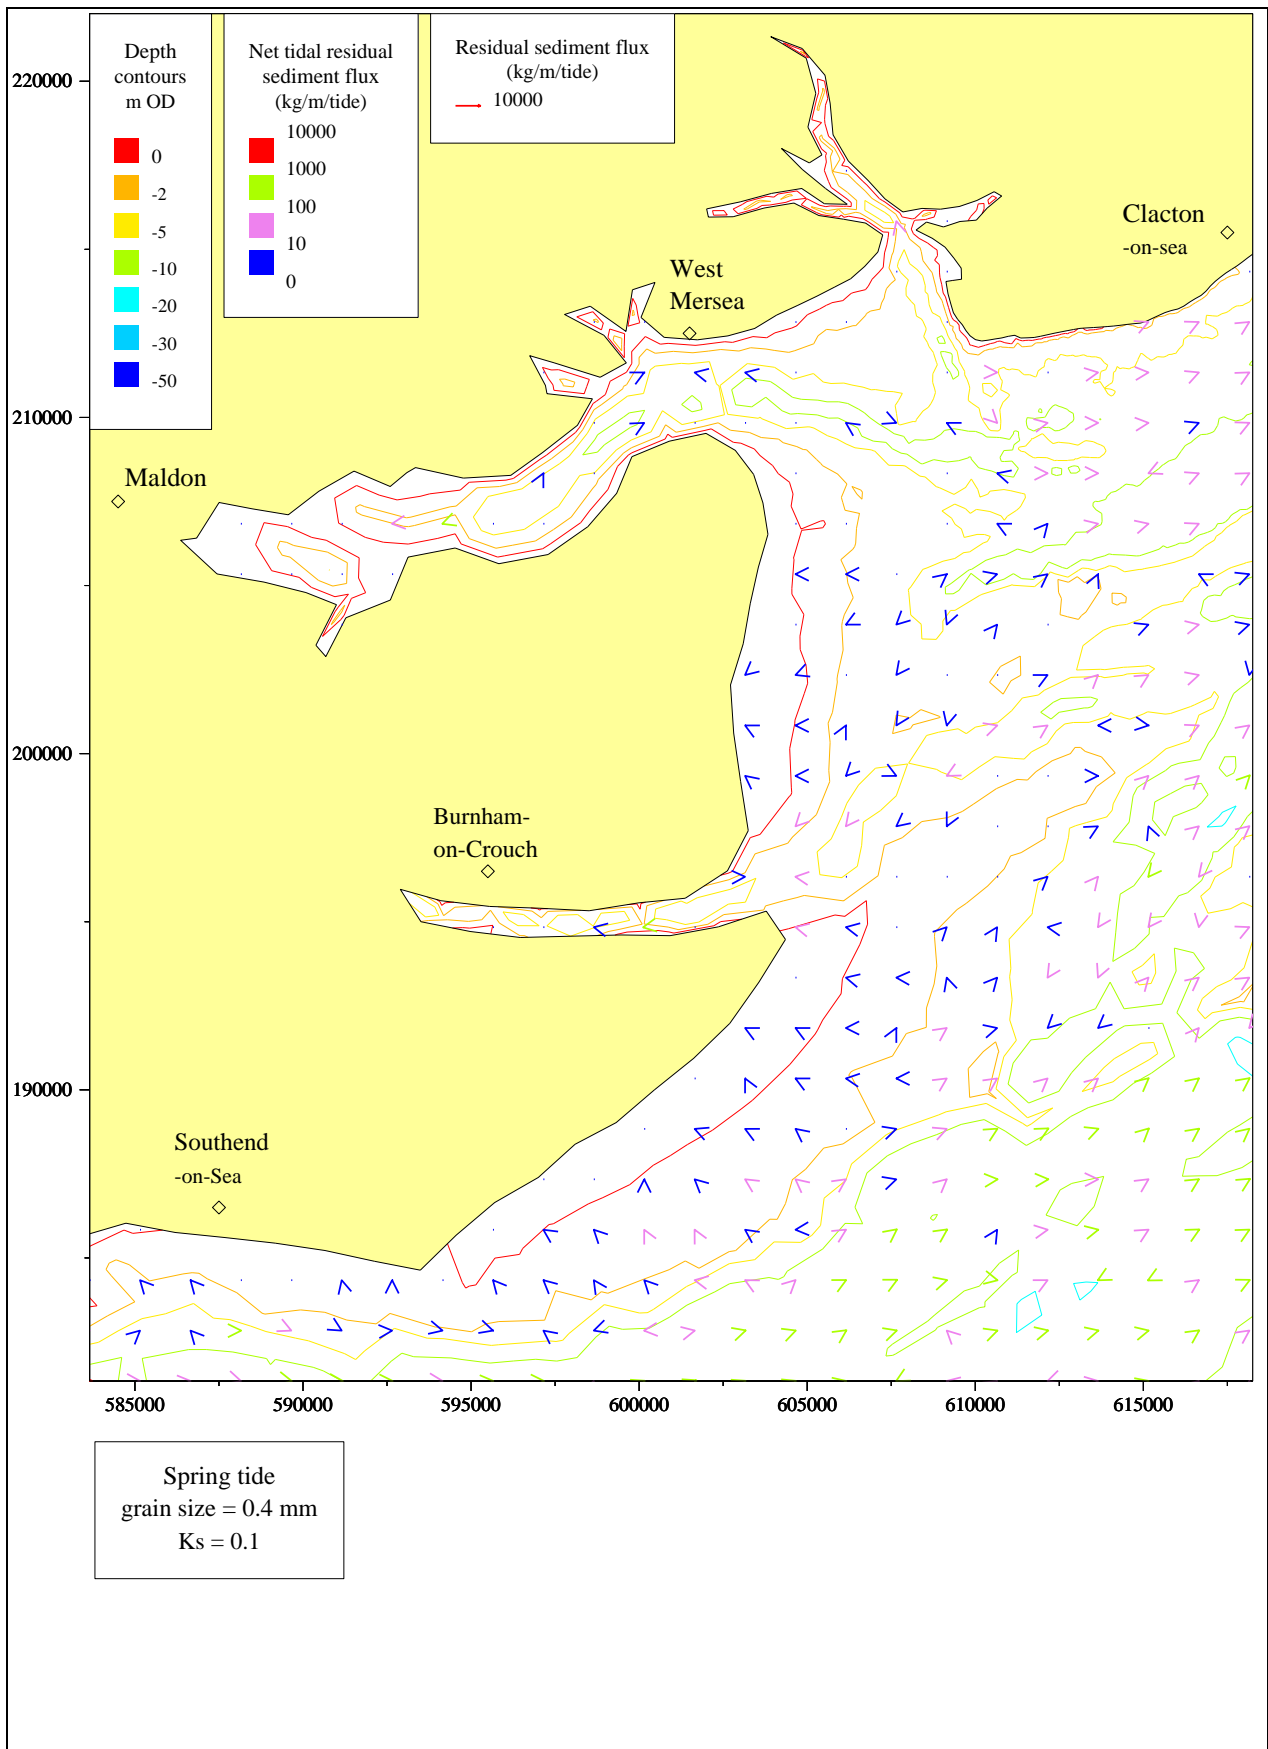 Depth
contours
m OD
0
-2
-5
-10
-20
-30
-50
Net tidal residual
sediment flux
(kg/m/tide)
10000
1000
100
10
0
Residual sediment flux
(kg/m/tide)
10000
220000
210000
200000
190000
Clacton
-on-sea
West
Mersea
Maldon
Burnham-
on-Crouch
Southend
-on-Sea
585000 590000 595000 600000 605000 610000 615000
Spring tide
grain size = 0.4 mm
Ks = 0.1